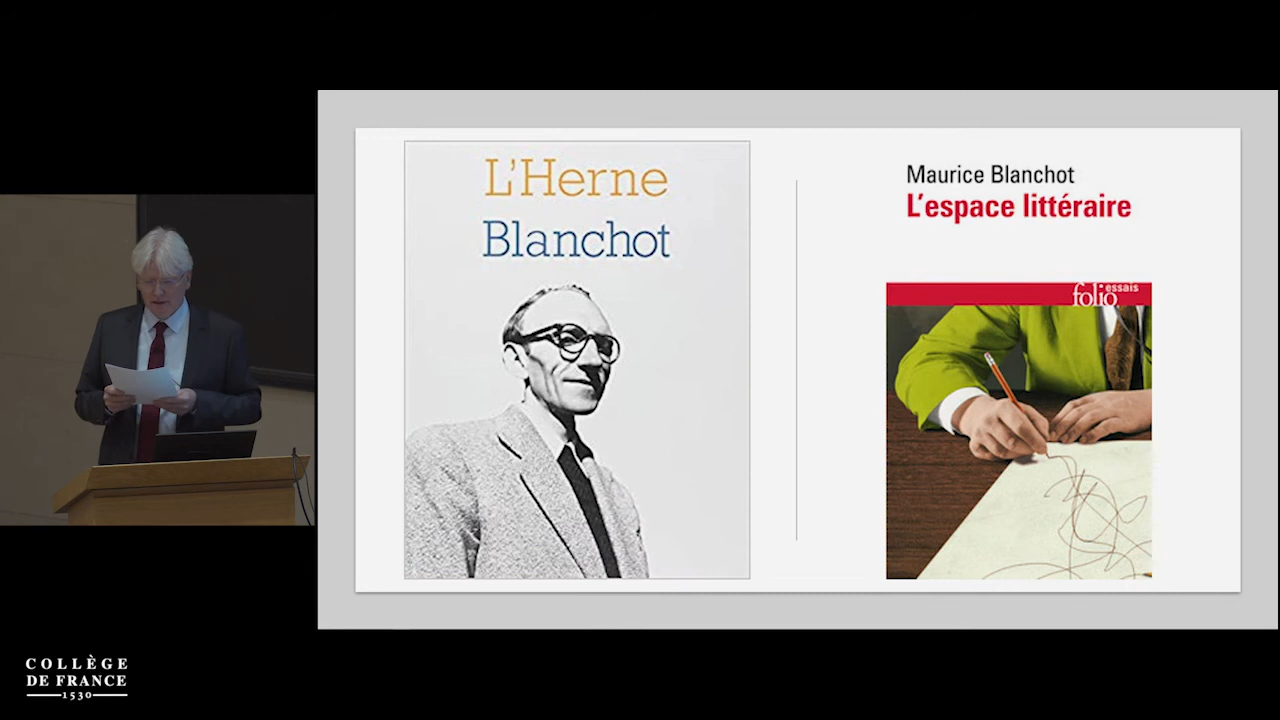 L'Herne
Blanchot
Maurice Blanchot
L'espace littéraire
essais
folio
COLLÈGE
DE FRANCE
1530